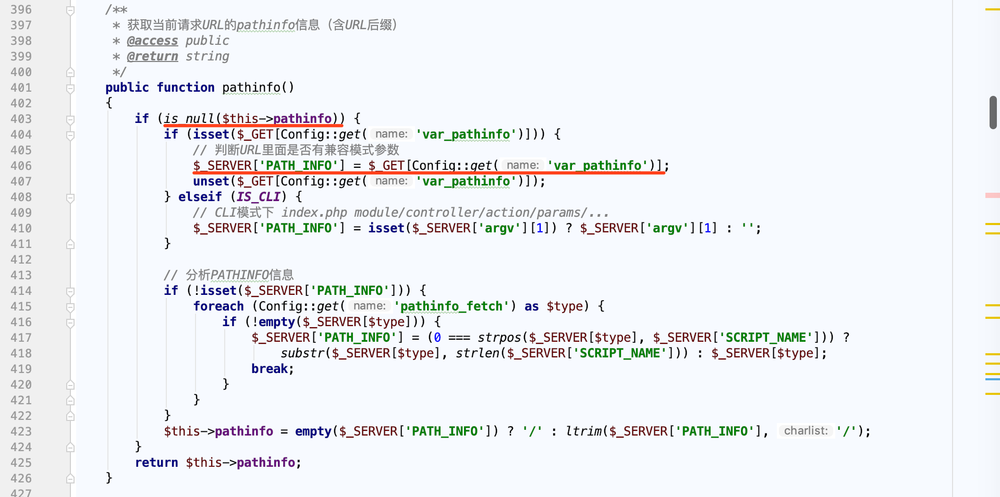 396 /**
397 * 获取当前请求URL的pathinfo信息（含URL后缀）
398 * @access public
399 * @return string
400 */
401 public function pathinfo()
402 {
403 if (is_null($this->pathinfo)) {
404 if (isset($_GET[Config::get( name: 'var_pathinfo')])) {
405 // 判断URL里面是否有兼容模式参数
406 $_SERVER['PATH_INFO'] = $_GET[Config::get( name: 'var_pathinfo')];
407 unset($_GET[Config::get( name: 'var_pathinfo')]);
408 } elseif (IS_CLI) {
409 // CLI模式下 index.php module/controller/action/params/...
410 $_SERVER['PATH_INFO'] = isset($_SERVER['argv'][1]) ? $_SERVER['argv'][1] : '';
411 }
412
413 // 分析PATHINFO信息
414 if (!isset($_SERVER['PATH_INFO'])) {
415 foreach (Config::get( name: 'pathinfo_fetch') as $type) {
416 if (!empty($_SERVER[$type])) {
417 $_SERVER['PATH_INFO'] = (0 === strpos($_SERVER[$type], $_SERVER['SCRIPT_NAME'])) ?
418 substr($_SERVER[$type], strlen($_SERVER['SCRIPT_NAME'])) : $_SERVER[$type];
419 break;
420 }
421 }
422 }
423 $this->pathinfo = empty($_SERVER['PATH_INFO']) ? '/' : ltrim($_SERVER['PATH_INFO'], charlist: '/');
424 }
425 return $this->pathinfo;
426 }
427